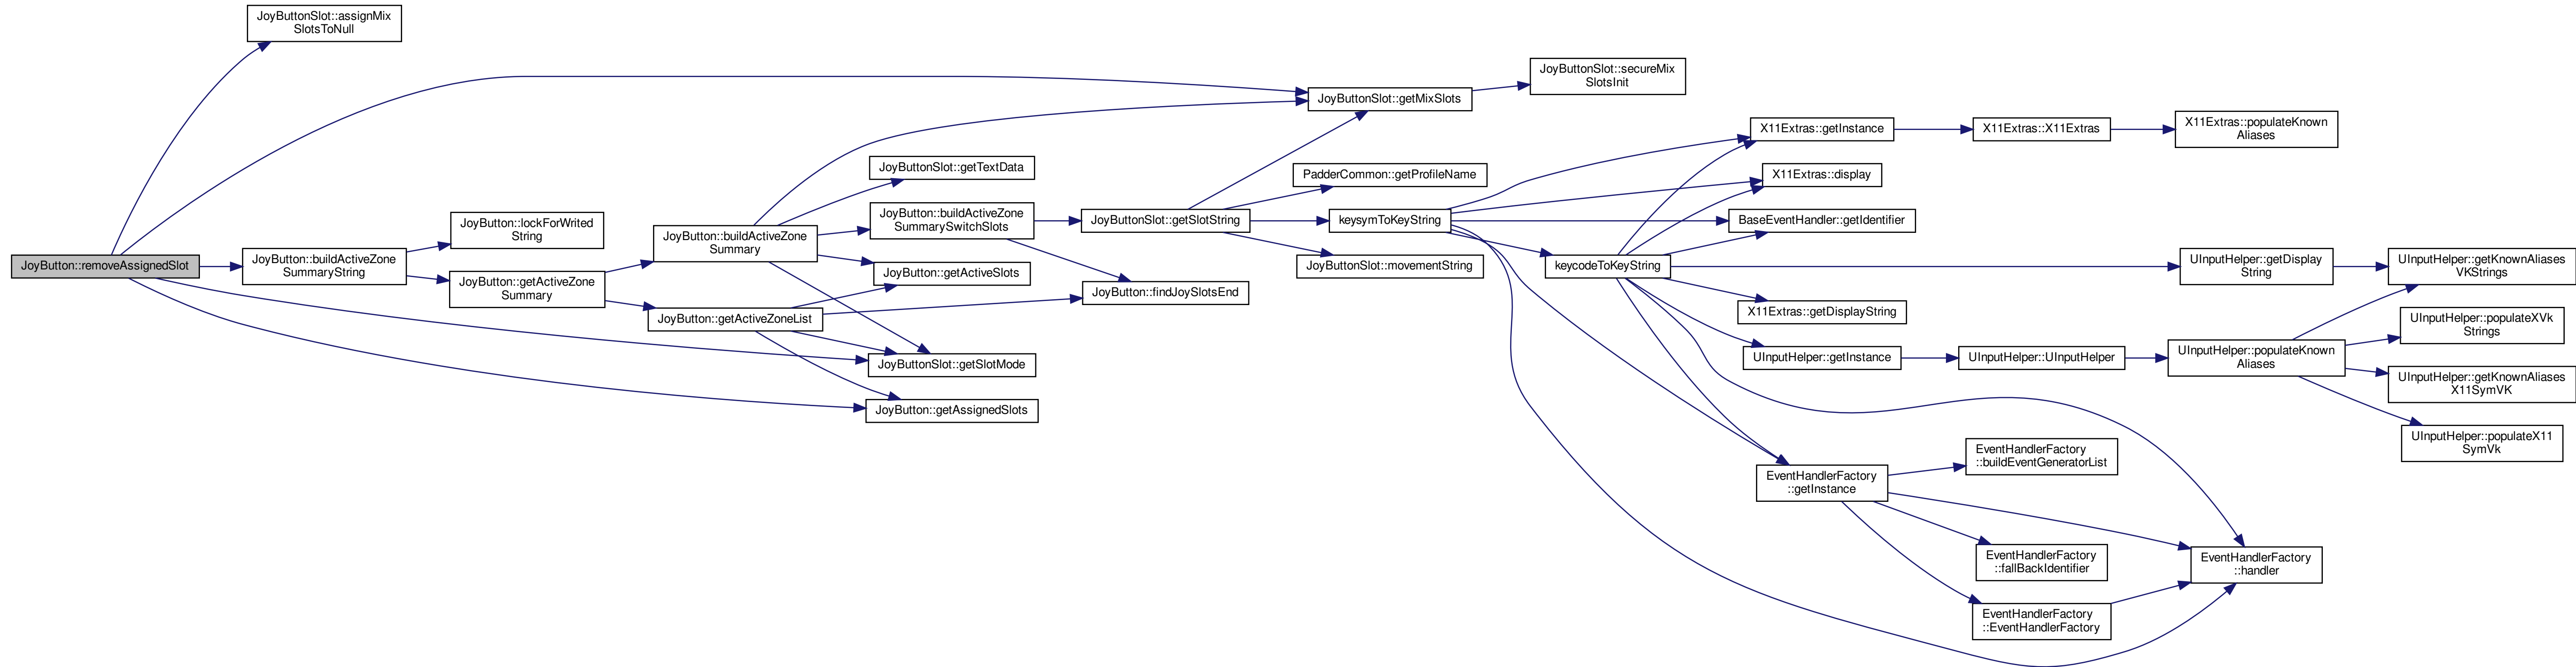 JoyButton::removeAssignedSlot
JoyButtonSlot::assignMix
SlotsToNull
JoyButton::buildActiveZone
SummaryString
JoyButton::lockForWrited
String
JoyButton::getActiveZone
Summary
JoyButton::buildActiveZone
Summary
JoyButton::getActiveZoneList
JoyButtonSlot::getTextData
JoyButton::buildActiveZone
SummarySwitchSlots
JoyButton::getActiveSlots
JoyButtonSlot::getSlotMode
JoyButton::getAssignedSlots
JoyButtonSlot::getSlotString
JoyButton::findJoySlotsEnd
JoyButtonSlot::getMixSlots
PadderCommon::getProfileName
keysymToKeyString
JoyButtonSlot::movementString
JoyButtonSlot::secureMix
SlotsInit
keycodeToKeyString
X11Extras::getInstance
X11Extras::display
BaseEventHandler::getIdentifier
X11Extras::getDisplayString
UInputHelper::getInstance
EventHandlerFactory
::getInstance
X11Extras::X11Extras
UInputHelper::UInputHelper
EventHandlerFactory
::buildEventGeneratorList
EventHandlerFactory
::fallBackIdentifier
EventHandlerFactory
::EventHandlerFactory
X11Extras::populateKnown
Aliases
UInputHelper::getDisplay
String
UInputHelper::populateKnown
Aliases
EventHandlerFactory
::handler
UInputHelper::getKnownAliases
VKStrings
UInputHelper::populateXVk
Strings
UInputHelper::getKnownAliases
X11SymVK
UInputHelper::populateX11
SymVk